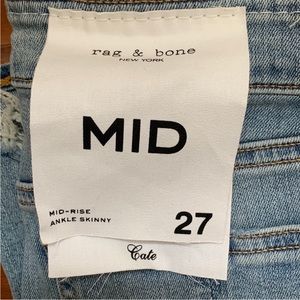 rag & bone
NEW YORK
MID
MID-RISE
ANKLE SKINNY
27
Cate